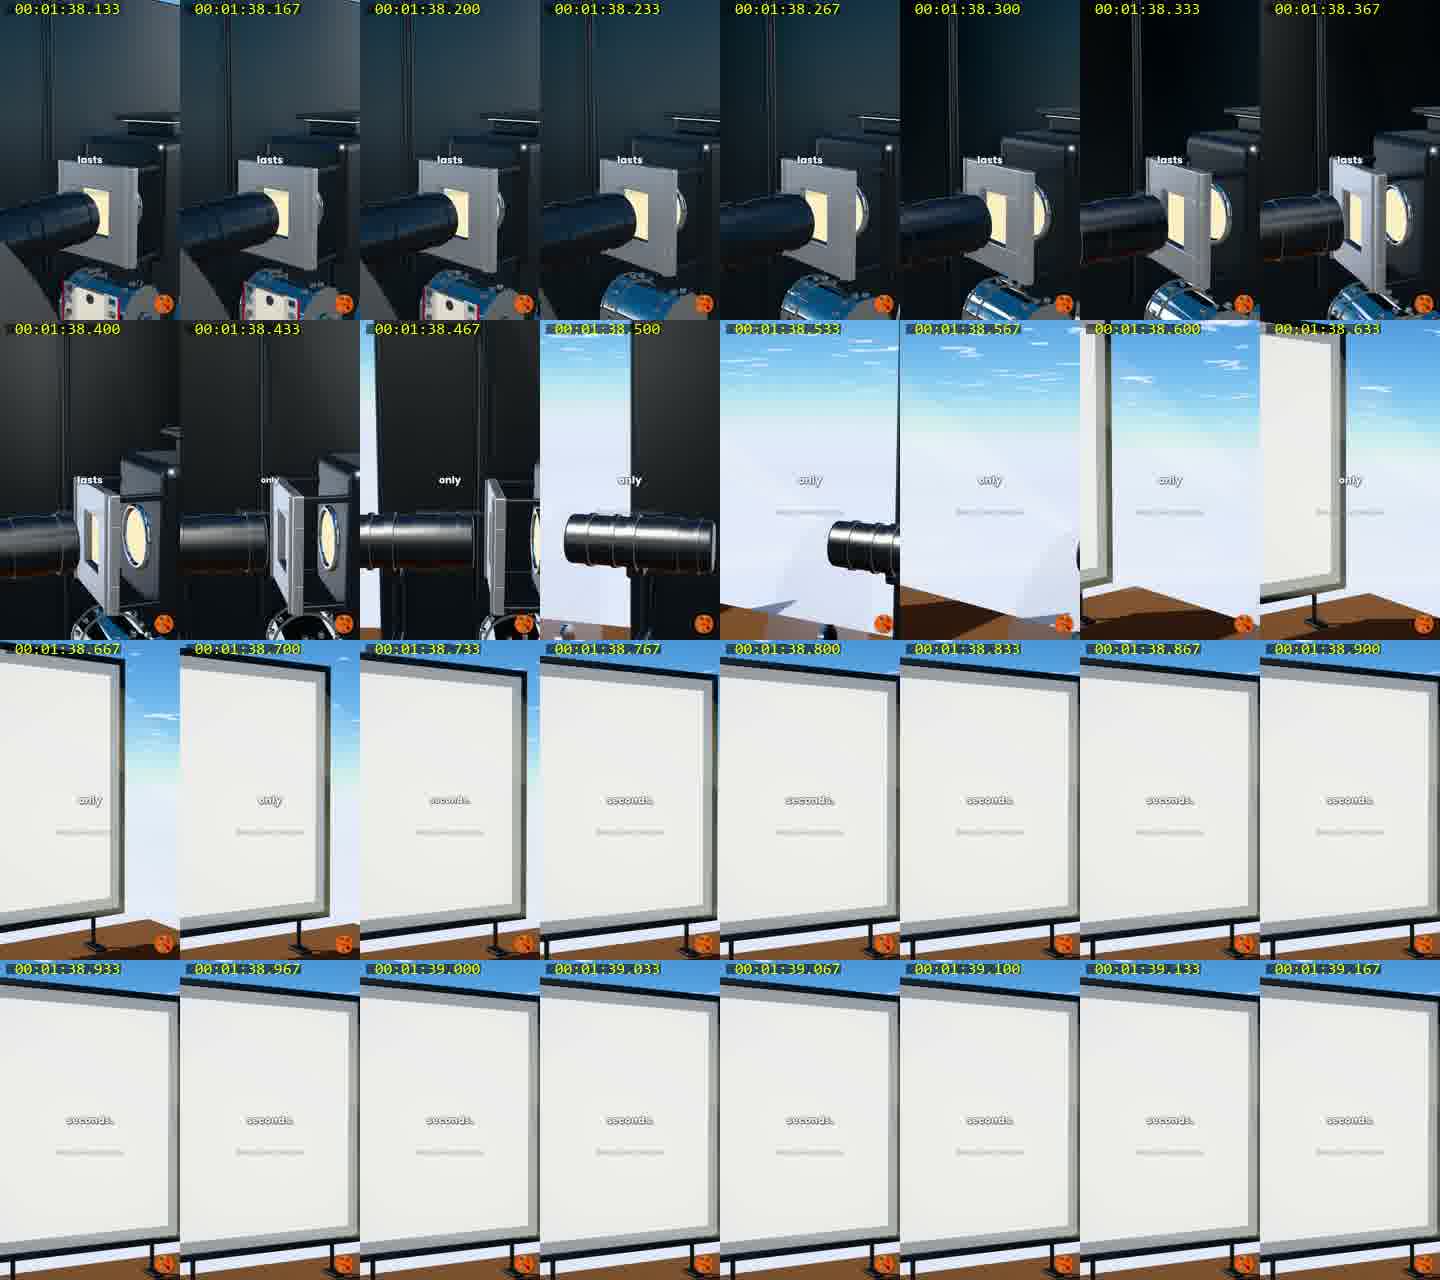 00:01:38.133 00:01:38.167 00:01:38.200 00:01:38.233 00:01:38.267 00:01:38.300 00:01:38.333 00:01:38.367
lasts lasts lasts lasts lasts lasts lasts lasts
00:01:38.400 00:01:38.433 00:01:38.467 00:01:38.500 00:01:38.533 00:01:38.567 00:01:38.600 00:01:38.633
lasts only only only only only only only
00:01:38.667 00:01:38.700 00:01:38.733 00:01:38.767 00:01:38.800 00:01:38.833 00:01:38.867 00:01:38.900
only only seconds. seconds. seconds. seconds. seconds. seconds.
00:01:38.933 00:01:38.967 00:01:39.000 00:01:39.033 00:01:39.067 00:01:39.100 00:01:39.133 00:01:39.167
seconds. seconds. seconds. seconds. seconds. seconds. seconds. seconds.